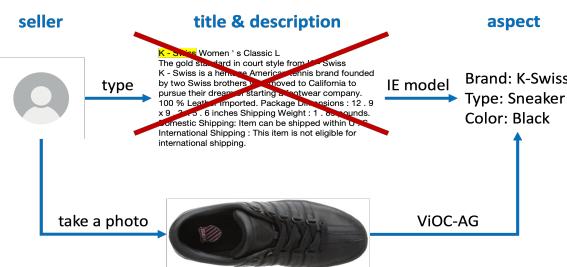 seller
title & description
aspect
K - Swiss Women ' s Classic L
The gold standard in court style from K - Swiss
K - Swiss is a heritage American tennis brand founded
by two Swiss brothers who moved to California to
pursue their dream of starting a footwear company.
100 % Leather Imported. Package Dimensions : 12 . 9
x 9 . 2 5 . 6 inches Shipping Weight : 1 . 6 pounds.
Domestic Shipping: Item can be shipped within U . S .
International Shipping : This item is not eligible for
international shipping.
type
IE model
Brand: K-Swiss
Type: Sneaker
Color: Black
take a photo
ViOC-AG